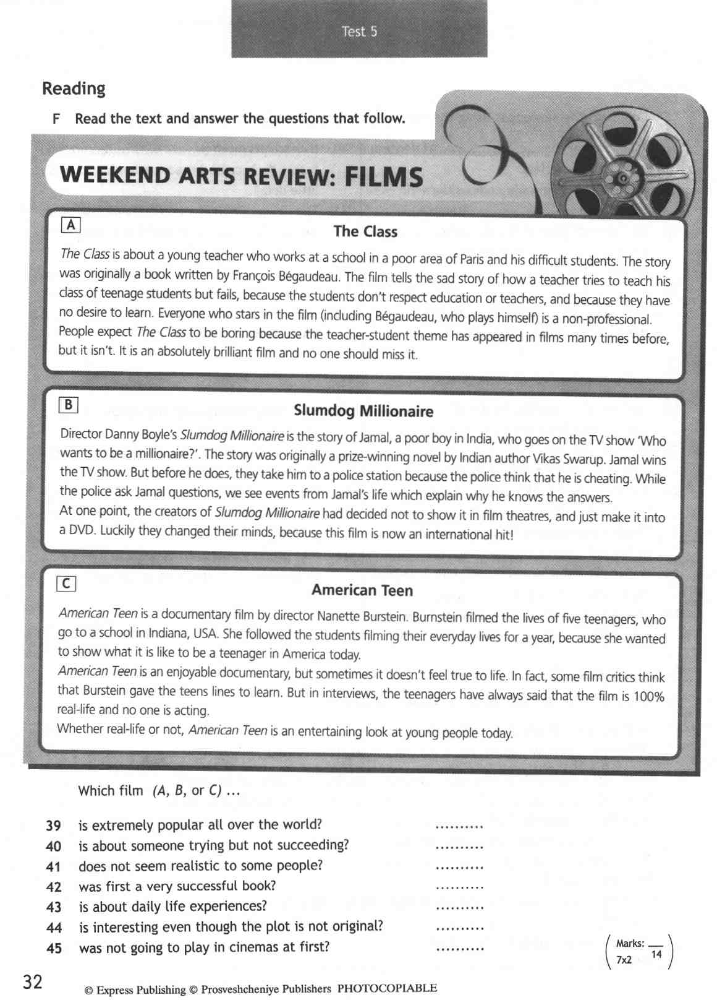 Test 5
Reading
F Read the text and answer the questions that follow.
WEEKEND ARTS REVIEW: FILMS
A
The Class
The Class is about a young teacher who works at a school in a poor area of Paris and his difficult students. The story
was originally a book written by François Bégaudeau. The film tells the sad story of how a teacher tries to teach his
class of teenage students but fails, because the students don't respect education or teachers, and because they have
no desire to learn. Everyone who stars in the film (including Bégaudeau, who plays himself) is a non-professional.
People expect The Class to be boring because the teacher-student theme has appeared in films many times before,
but it isn't. It is an absolutely brilliant film and no one should miss it.
B
Slumdog Millionaire
Director Danny Boyle's Slumdog Millionaire is the story of Jamal, a poor boy in India, who goes on the TV show 'Who
wants to be a millionaire?'. The story was originally a prize-winning novel by Indian author Vikas Swarup. Jamal wins
the TV show. But before he does, they take him to a police station because the police think that he is cheating. While
the police ask Jamal questions, we see events from Jamal's life which explain why he knows the answers.
At one point, the creators of Slumdog Millionaire had decided not to show it in film theatres, and just make it into
a DVD. Luckily they changed their minds, because this film is now an international hit!
C
American Teen
American Teen is a documentary film by director Nanette Burstein. Burnstein filmed the lives of five teenagers, who
go to a school in Indiana, USA. She followed the students filming their everyday lives for a year, because she wanted
to show what it is like to be a teenager in America today.
American Teen is an enjoyable documentary, but sometimes it doesn't feel true to life. In fact, some film critics think
that Burstein gave the teens lines to learn. But in interviews, the teenagers have always said that the film is 100%
real-life and no one is acting.
Whether real-life or not, American Teen is an entertaining look at young people today.
Which film (A, B, or C) ...
39 is extremely popular all over the world? ..........
40 is about someone trying but not succeeding? ..........
41 does not seem realistic to some people? ..........
42 was first a very successful book? ..........
43 is about daily life experiences? ..........
44 is interesting even though the plot is not original? ..........
45 was not going to play in cinemas at first? ..........
Marks: __
7x2 14
32
© Express Publishing © Prosveshcheniye Publishers PHOTOCOPIABLE